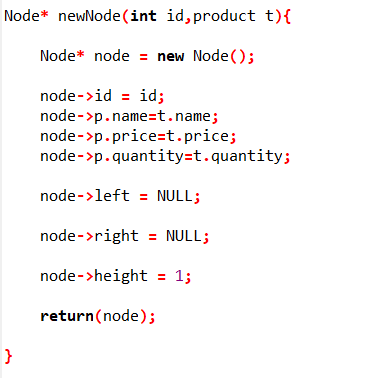 Node* newNode(int id,product t){
Node* node = new Node();
node->id = id;
node->p.name=t.name;
node->p.price=t.price;
node->p.quantity=t.quantity;
node->left = NULL;
node->right = NULL;
node->height = 1;
return(node);
}